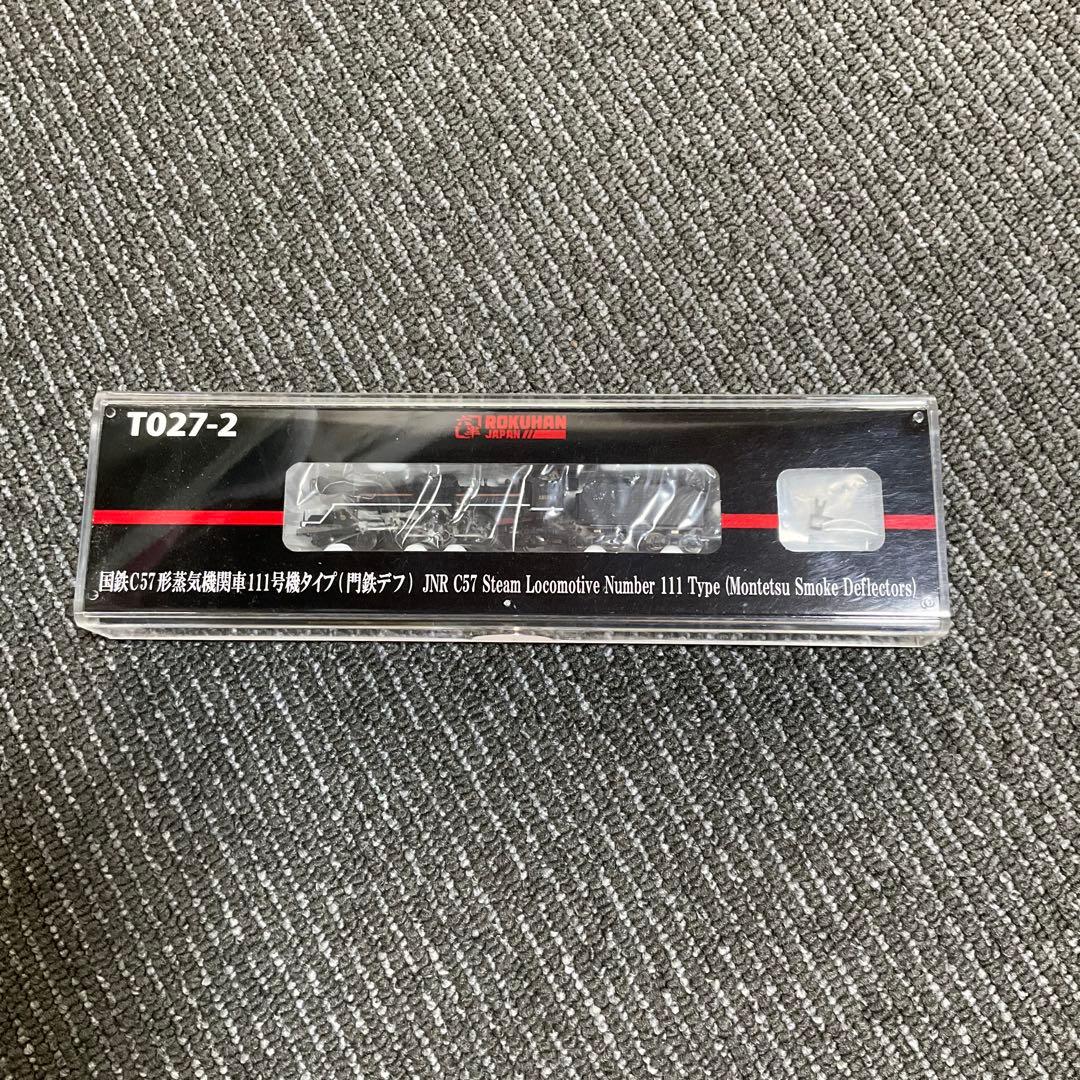 T027-2
ROKUHAN
JAPAN
国鉄C57形蒸気機関車111号機タイプ(門鉄デフ) JNR C57 Steam Locomotive Number 111 Type (Montetsu Smoke Deflectors)